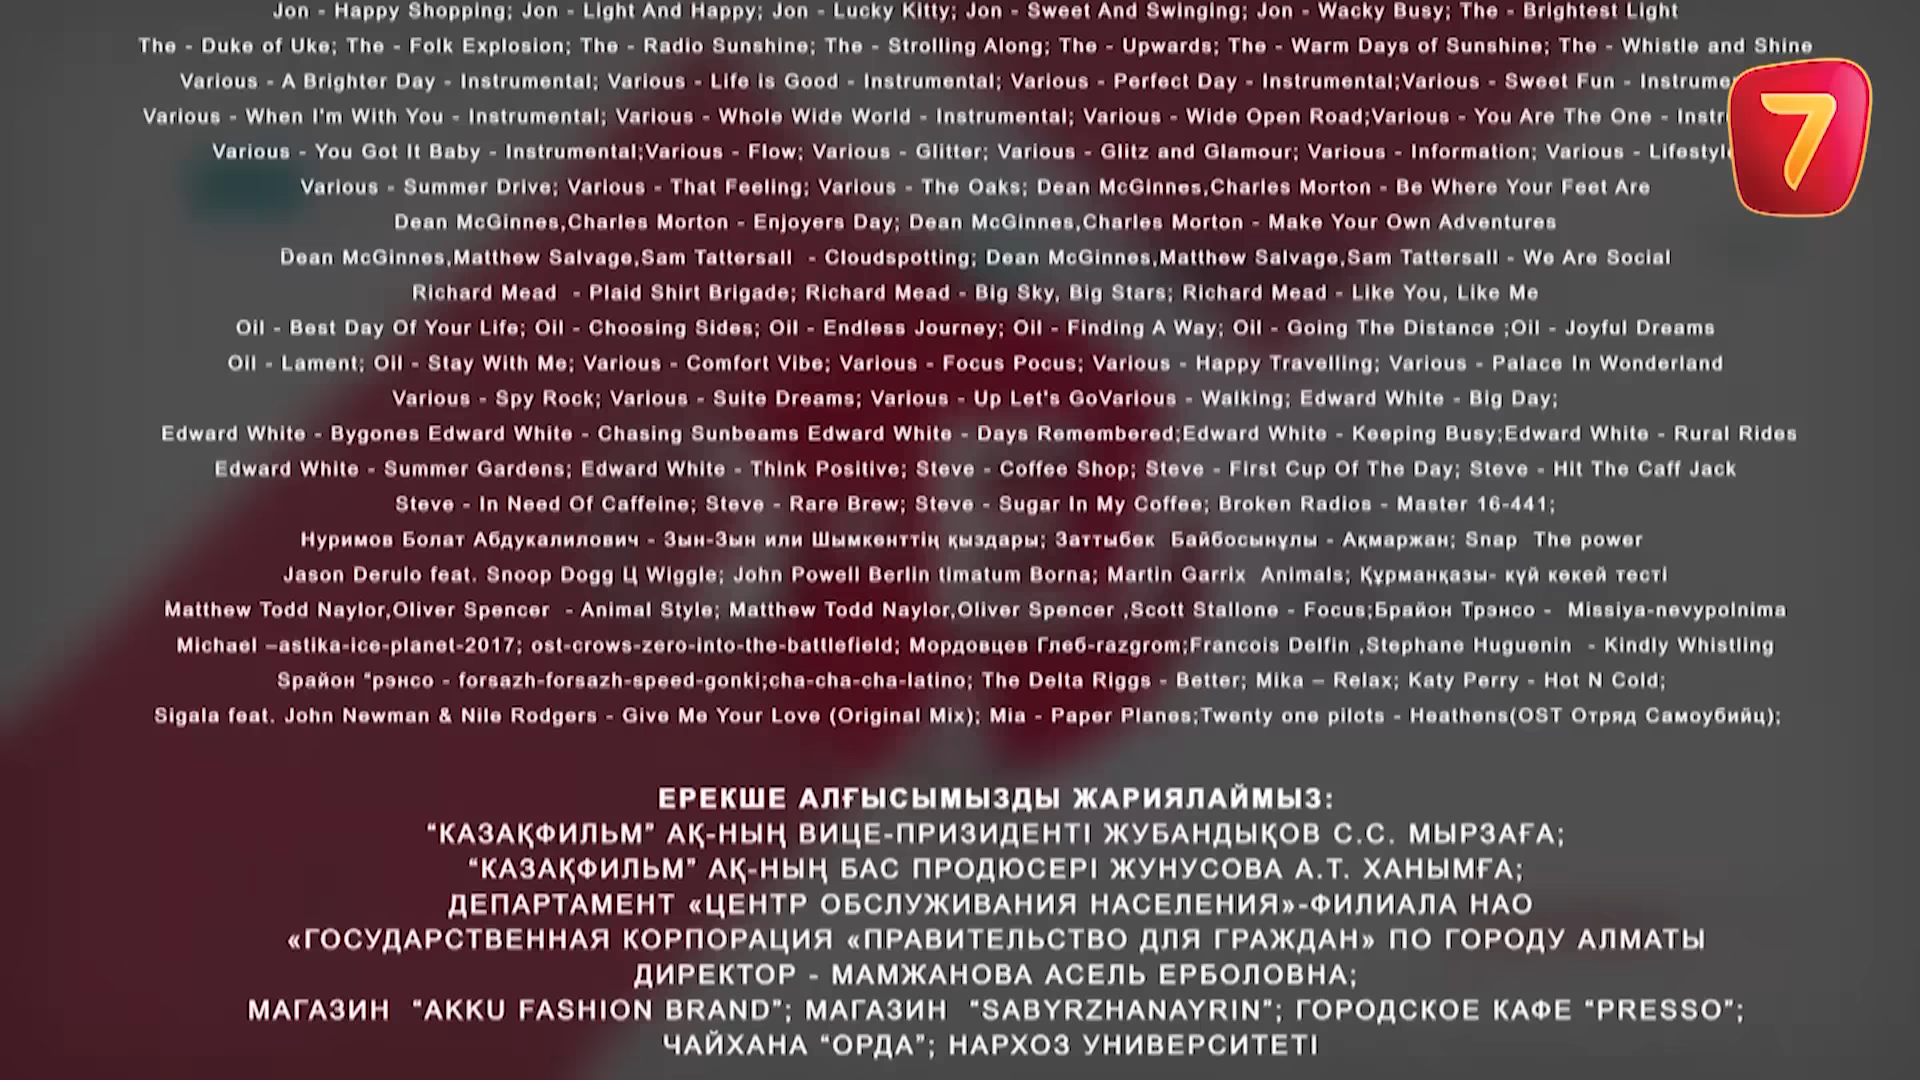 Jon - Happy Shopping; Jon - Light And Happy; Jon - Lucky Kitty; Jon - Sweet And Swinging; Jon - Wacky Busy; The - Brightest Light
The - Duke of Uke; The - Folk Explosion; The - Radio Sunshine; The - Strolling Along; The - Upwards; The - Warm Days of Sunshine; The - Whistle and Shine
Various - A Brighter Day - Instrumental; Various - Life is Good - Instrumental; Various - Perfect Day - Instrumental;Various - Sweet Fun -
Various - When I'm With You - Instrumental; Various - Whole Wide World - Instrumental; Various - Wide Open Road;Various - You Are The One -
Various - You Got It Baby - Instrumental;Various - Flow; Various - Glitter; Various - Glitz and Glamour; Various - Information; Various -
7
Various - Summer Drive; Various - That Feeling; Various - The Oaks; Dean McGinnes,Charles Morton - Be Where Your Feet Are
Dean McGinnes,Charles Morton - Enjoyers Day; Dean McGinnes,Charles Morton - Make Your Own Adventures
Dean McGinnes,Matthew Salvage,Sam Tattersall - Cloudspotting; Dean McGinnes,Matthew Salvage,Sam Tattersall - We Are Social
Richard Mead - Plaid Shirt Brigade; Richard Mead - Big Sky, Big Stars; Richard Mead - Like You, Like Me
Oil - Best Day Of Your Life; Oil - Choosing Sides; Oil - Endless Journey; Oil - Finding A Way; Oil - Going The Distance ;Oil - Joyful Dreams
Oil - Lament; Oil - Stay With Me; Various - Comfort Vibe; Various - Focus Pocus; Various - Happy Travelling; Various - Palace In Wonderland
Various - Spy Rock; Various - Suite Dreams; Various - Up Let's GoVarious - Walking; Edward White - Big Day;
Edward White - Bygones Edward White - Chasing Sunbeams Edward White - Days Remembered;Edward White - Keeping Busy;Edward White - Rural Rides
Edward White - Summer Gardens; Edward White - Think Positive; Steve - Coffee Shop; Steve - First Cup Of The Day; Steve - Hit The Caff Jack
Steve - In Need Of Caffeine; Steve - Rare Brew; Steve - Sugar In My Coffee; Broken Radios - Master 16-441;
Нуримов Болат Абдукалилович - Зын-Зын или Шымкенттің қыздары; Заттыбек Байбосынұлы - Ақмаржан; Snap The power
Jason Derulo feat. Snoop Dogg Ц Wiggle; John Powell Berlin timatum Borna; Martin Garrix Animals; Құрманқазы- күй көкей тесті
Matthew Todd Naylor,Oliver Spencer - Animal Style; Matthew Todd Naylor,Oliver Spencer ,Scott Stallone - Focus;Брайон Трэнсо - Missiya-nevypolnima
Michael –astika-ice-planet-2017; ost-crows-zero-into-the-battlefield; Мордовцев Глеб-razgrom;Francois Delfin ,Stephane Huguenin - Kindly Whistling
Sрайон “рэнсо - forsazh-forsazh-speed-gonki;cha-cha-cha-latino; The Delta Riggs - Better; Mika – Relax; Katy Perry - Hot N Cold;
Sigala feat. John Newman & Nile Rodgers - Give Me Your Love (Original Mix); Mia - Paper Planes;Twenty one pilots - Heathens(OST Отряд Самоубийц);
ЕРЕКШЕ АЛҒЫСЫМЫЗДЫ ЖАРИЯЛАЙМЫЗ:
“КАЗАҚФИЛЬМ” АҚ-НЫҢ ВИЦЕ-ПРИЗИДЕНТІ ЖУБАНДЫҚОВ С.С. МЫРЗАҒА;
“КАЗАҚФИЛЬМ” АҚ-НЫҢ БАС ПРОДЮСЕРІ ЖУНУСОВА А.Т. ХАНЫМҒА;
ДЕПАРТАМЕНТ «ЦЕНТР ОБСЛУЖИВАНИЯ НАСЕЛЕНИЯ»-ФИЛИАЛА НАО
«ГОСУДАРСТВЕННАЯ КОРПОРАЦИЯ «ПРАВИТЕЛЬСТВО ДЛЯ ГРАЖДАН» ПО ГОРОДУ АЛМАТЫ
ДИРЕКТОР - МАМЖАНОВА АСЕЛЬ ЕРБОЛОВНА;
МАГАЗИН “AKKU FASHION BRAND”; МАГАЗИН “SABYRZHANAYRIN”; ГОРОДСКОЕ КАФЕ “PRESSO”;
ЧАЙХАНА “ОРДА”; НАРХОЗ УНИВЕРСИТЕТІ